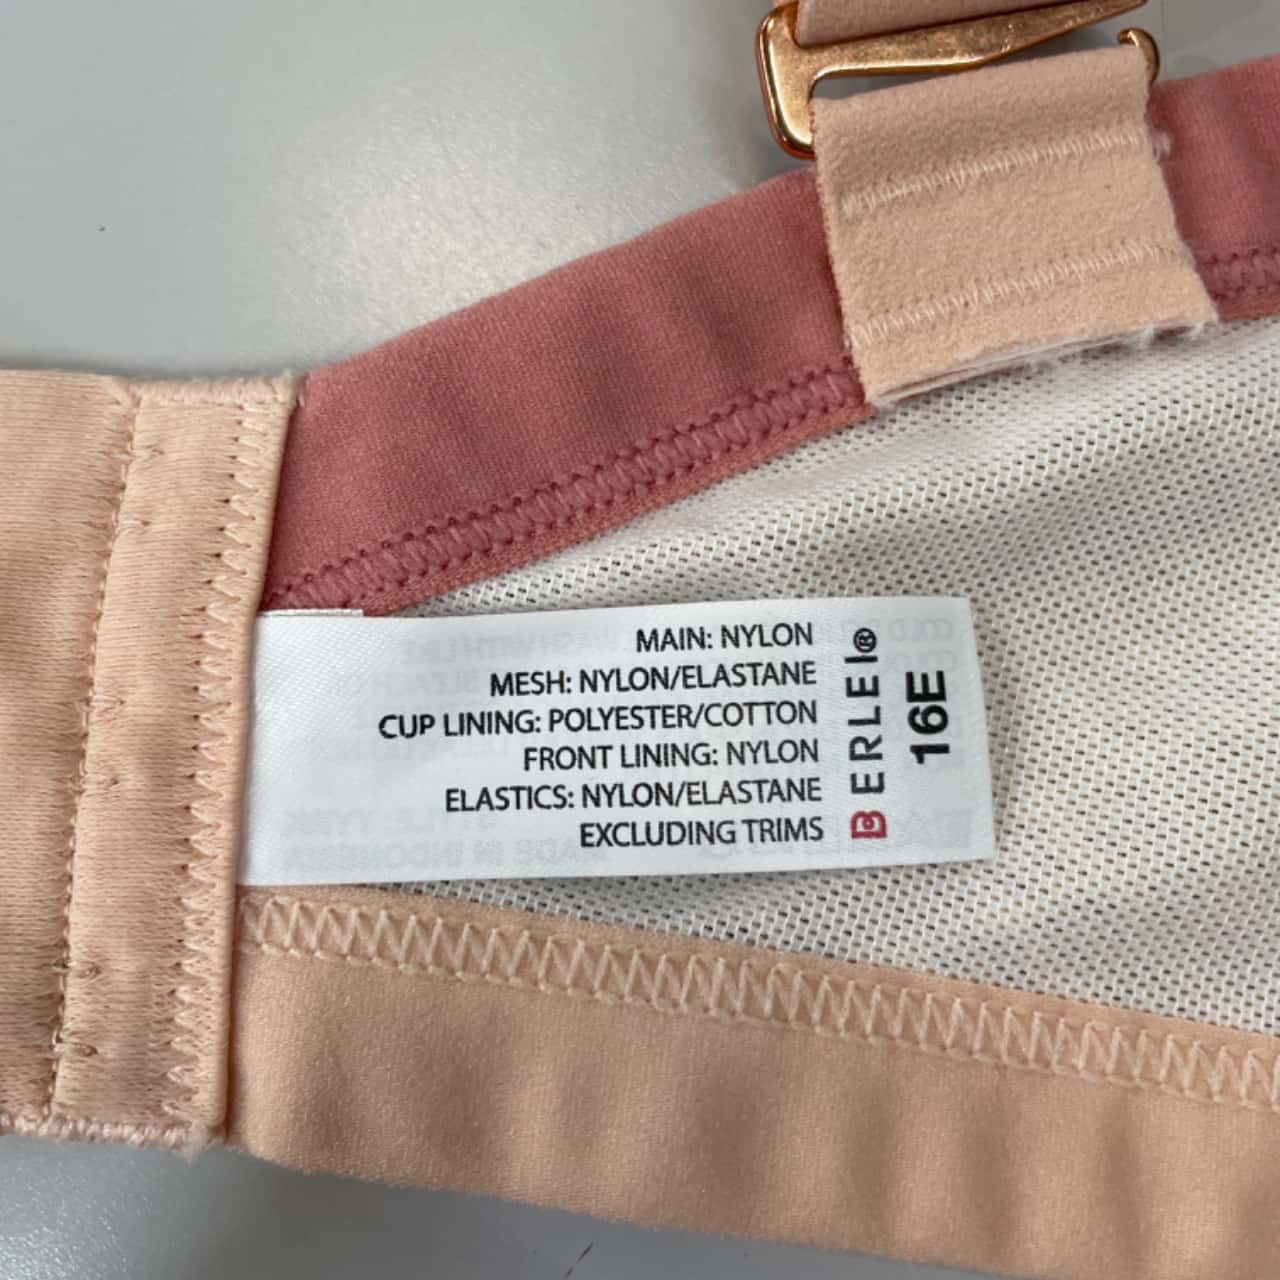 MAIN: NYLON
MESH: NYLON/ELASTANE
CUP LINING: POLYESTER/COTTON
FRONT LINING: NYLON
ELASTICS: NYLON/ELASTANE
EXCLUDING TRIMS
BERLEI®
16E